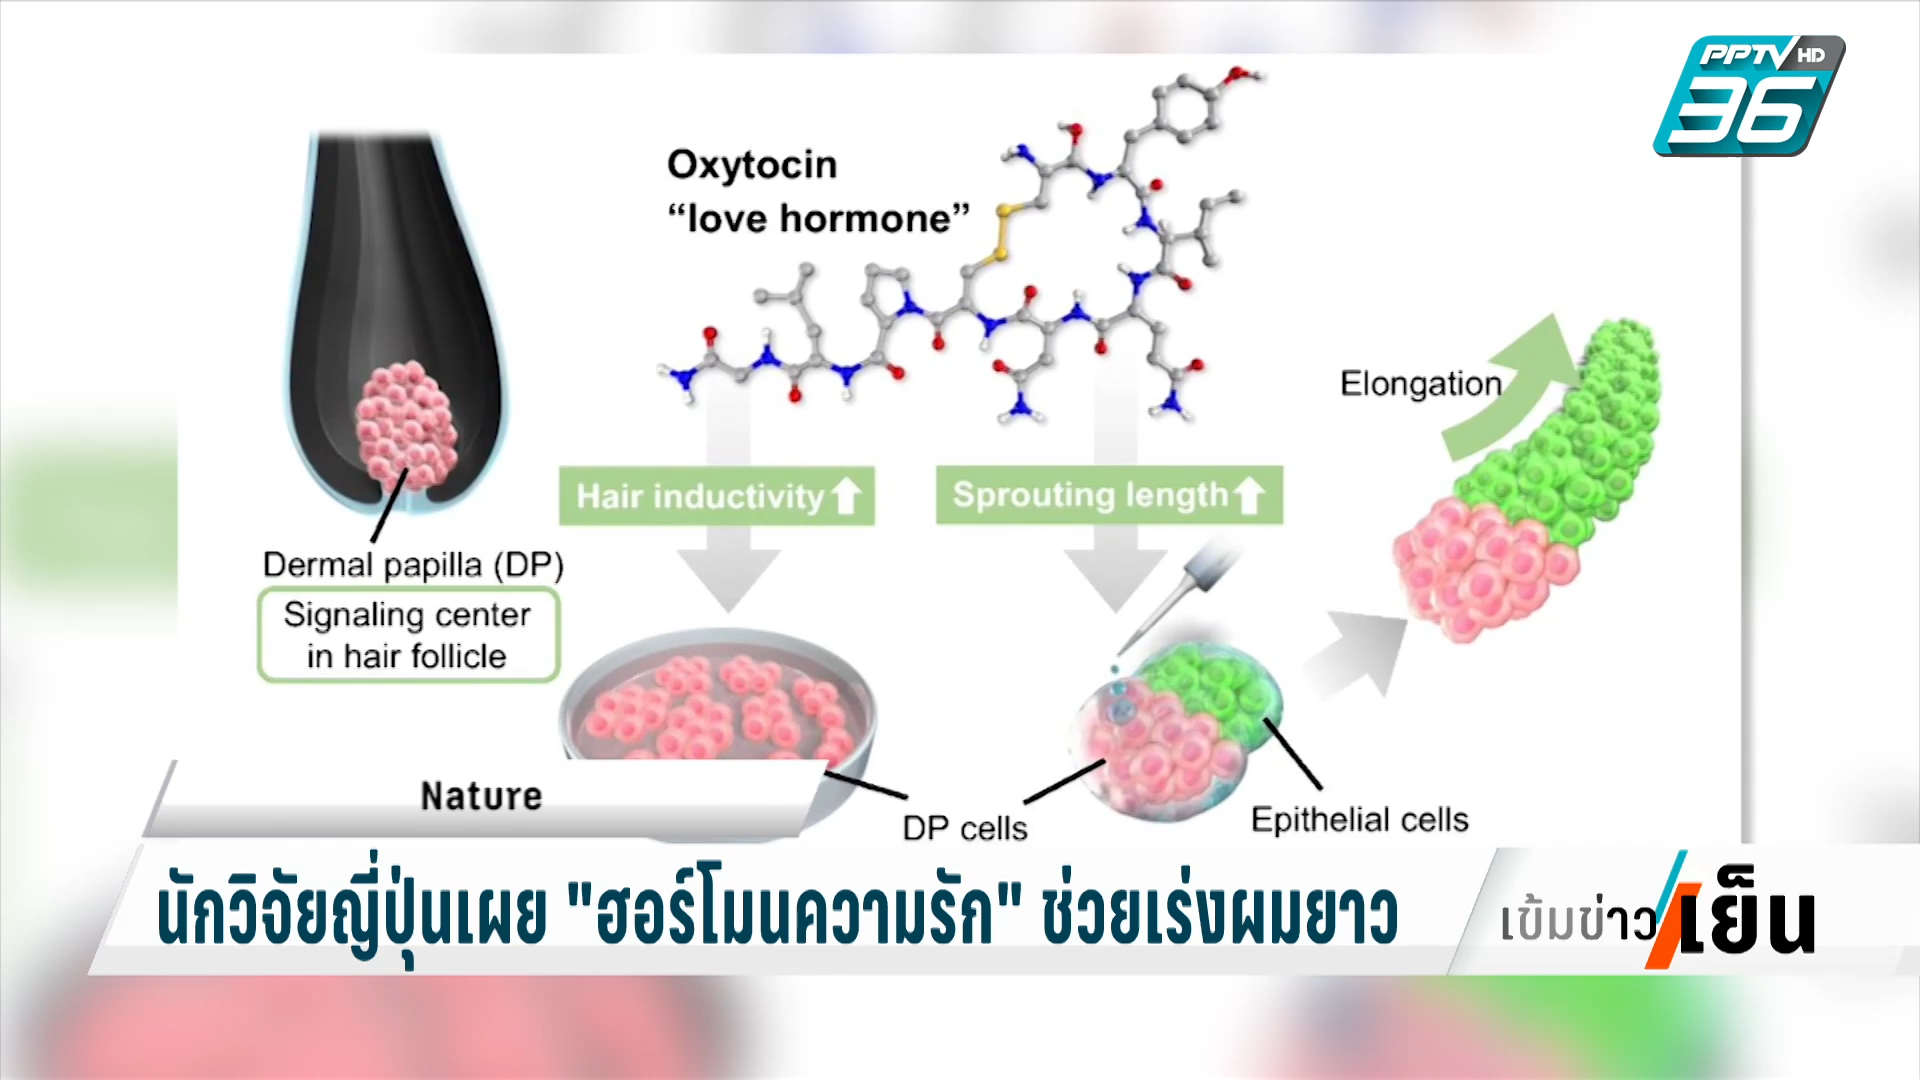 PPTV HD
36
Oxytocin
“love hormone”
Elongation
Hair inductivity
Sprouting length
Dermal papilla (DP)
Signaling center
in hair follicle
Nature
DP cells
Epithelial cells
นักวิจัยญี่ปุ่นเผย "ฮอร์โมนความรัก" ช่วยเร่งผมยาว
เข้มข่าวเย็น